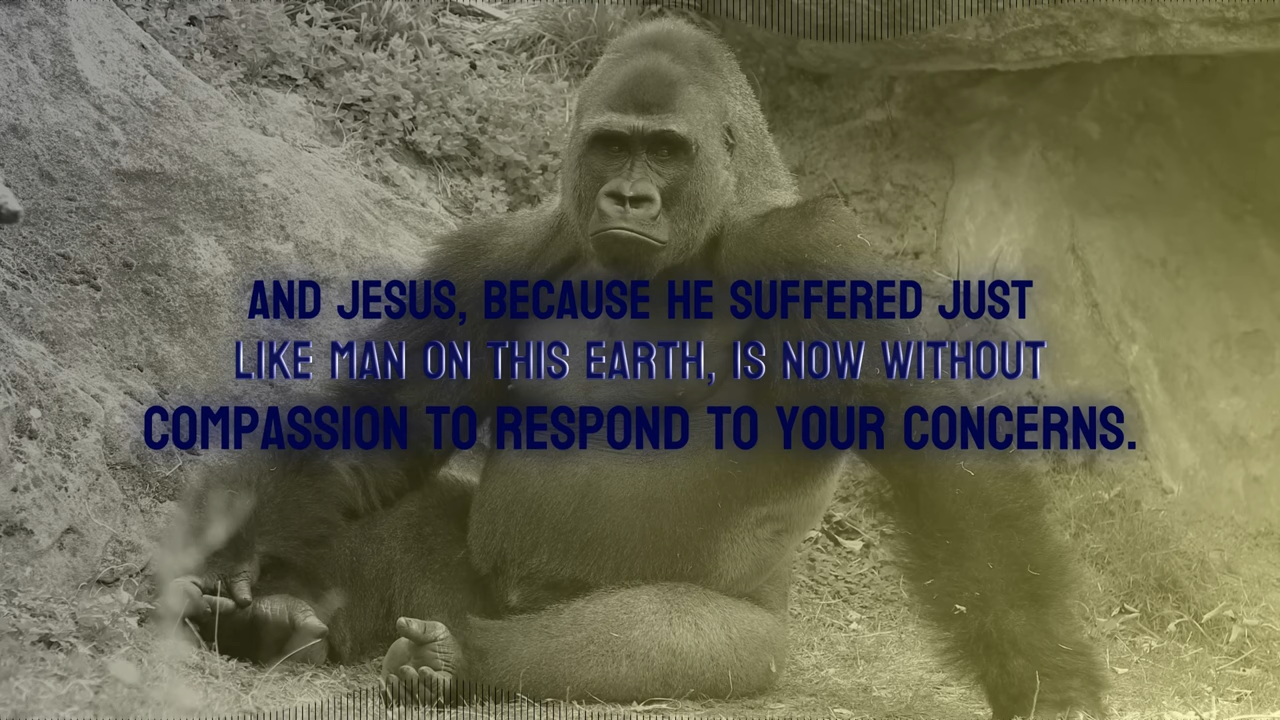 AND JESUS, BECAUSE HE SUFFERED JUST
LIKE MAN ON THIS EARTH, IS NOW WITHOUT
COMPASSION TO RESPOND TO YOUR CONCERNS.